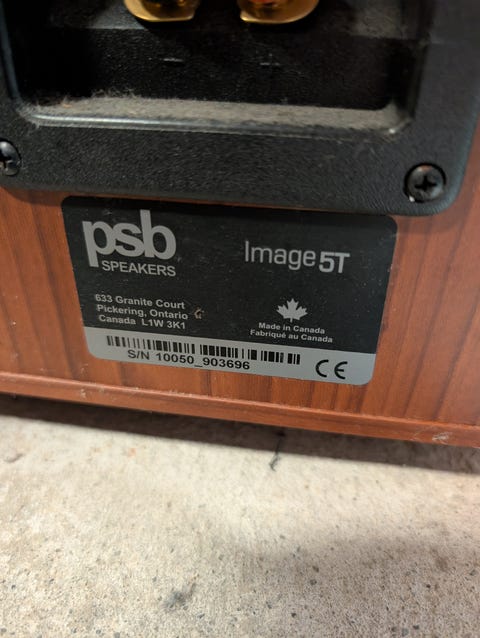 - +
psb
SPEAKERS
Image 5T
633 Granite Court
Pickering, Ontario
Canada L1W 3K1
Made in Canada
Fabriqué au Canada
S/N 10050_903696
CE